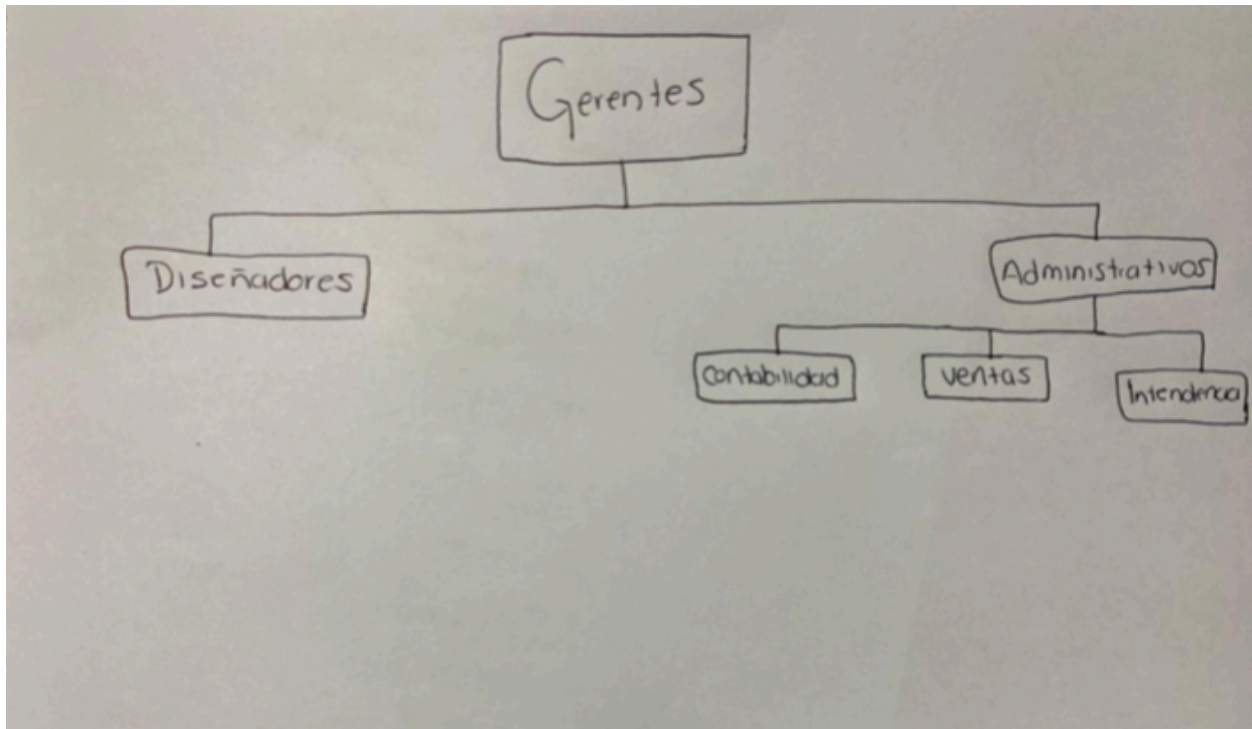 Gerentes
Diseñadores
Administrativos
Contabilidad
ventas
Intendencia